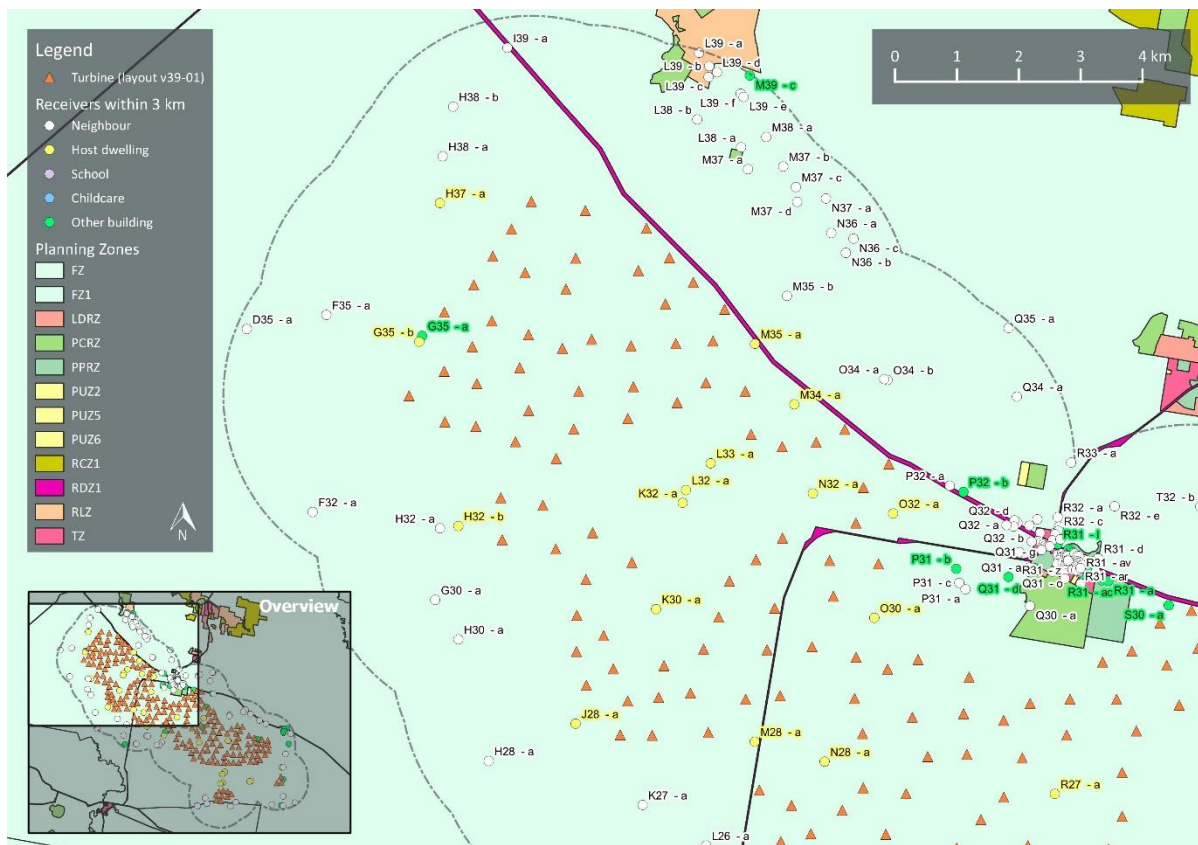 Legend
Turbine (layout v39-01)
Receivers within 3 km
Neighbour
Host dwelling
School
Childcare
Other building
Planning Zones
FZ
FZ1
LDRZ
PCRZ
PPRZ
PUZ2
PUZ5
PUZ6
RCZ1
RDZ1
RLZ
TZ
N
Overview
0 1 2 4 km
I39 - a
L39 - a
L39 - b
L39 - d
L39 - c
M39 - c
L39 - f
L39 - e
H38 - b
L38 - b
M38 - a
L38 - a
H38 - a
M37 - a
M37 - b
M37 - c
H37 - a
M37 - d
N37 - a
N36 - a
N36 - c
N36 - b
M35 - b
F35 - a
D35 - a
G35 - a
G35 - b
M35 - a
Q35 - a
O34 - a
O34 - b
Q34 - a
M34 - a
L33 - a
R33 - a
P32 - a
P32 - b
L32 - a
K32 - a
N32 - a
T32 - b
F32 - a
H32 - a
H32 - b
O32 - a
Q32 - d
R32 - a
R32 - e
Q32 - a
R32 - c
Q32 - b
R31 - l
Q31 - g
R31 - d
P31 - b
Q31 - a
R31 - z
R31 - av
P31 - c
Q31 - o
R31 - ar
P31 - a
Q31 - d
R31 - ac
R31 - a
G30 - a
K30 - a
O30 - a
Q30 - a
S30 - a
H30 - a
J28 - a
M28 - a
H28 - a
N28 - a
K27 - a
R27 - a
L26 - a